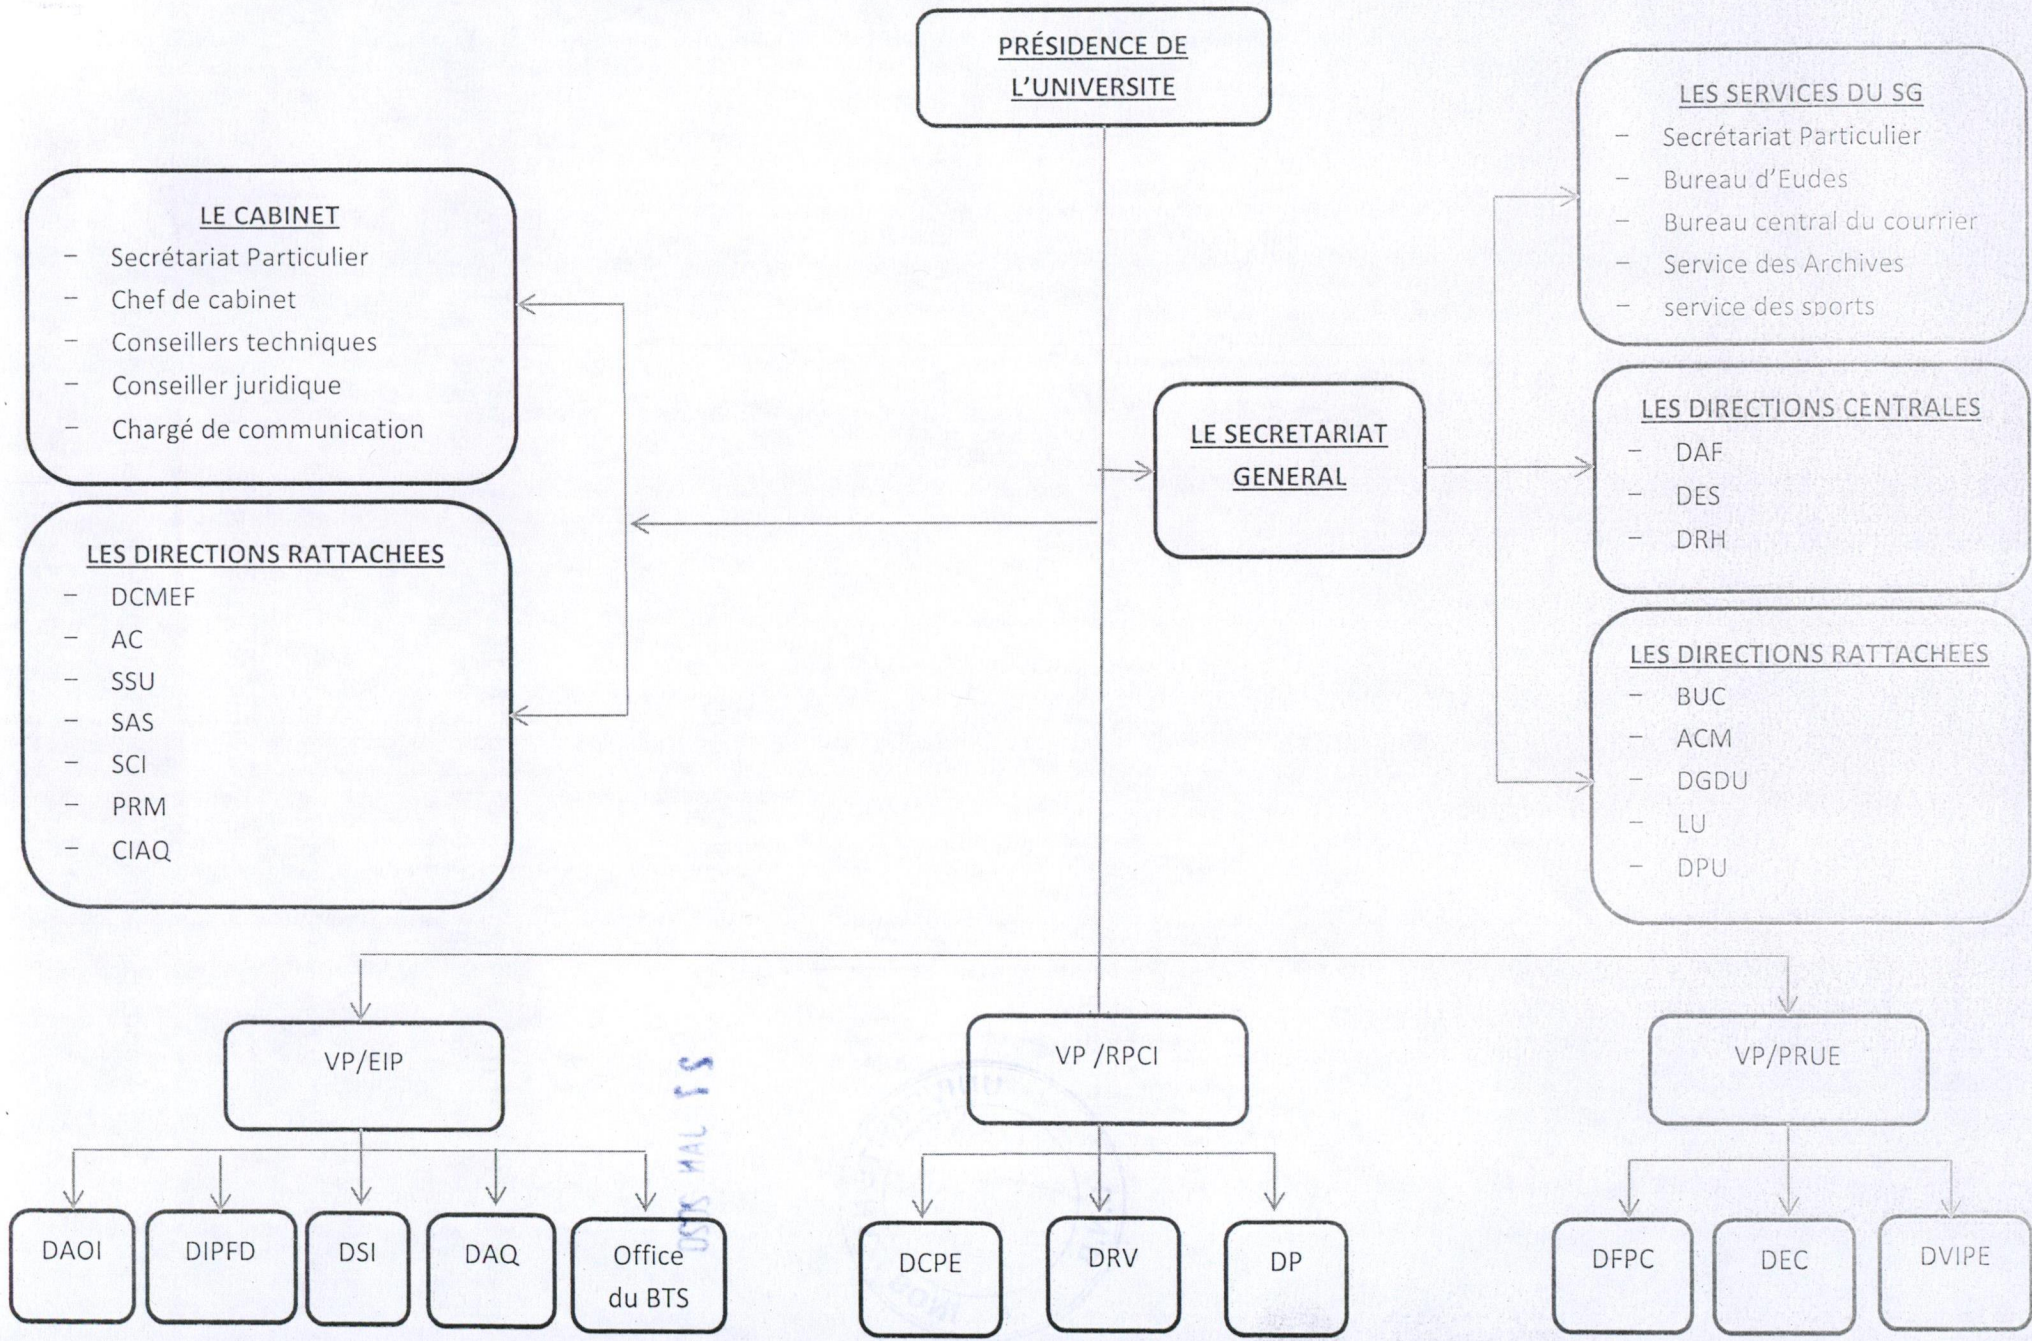 PRÉSIDENCE DE
L'UNIVERSITE
LE CABINET
- Secrétariat Particulier
- Chef de cabinet
- Conseillers techniques
- Conseiller juridique
- Chargé de communication
LES DIRECTIONS RATTACHEES
- DCMEF
- AC
- SSU
- SAS
- SCI
- PRM
- CIAQ
LE SECRETARIAT
GENERAL
LES SERVICES DU SG
- Secrétariat Particulier
- Bureau d'Eudes
- Bureau central du courrier
- Service des Archives
- service des sports
LES DIRECTIONS CENTRALES
- DAF
- DES
- DRH
LES DIRECTIONS RATTACHEES
- BUC
- ACM
- DGDU
- LU
- DPU
VP/EIP
VP /RPCI
VP/PRUE
DAOI
DIPFD
DSI
DAQ
Office
du BTS
DCPE
DRV
DP
DFPC
DEC
DVIPE